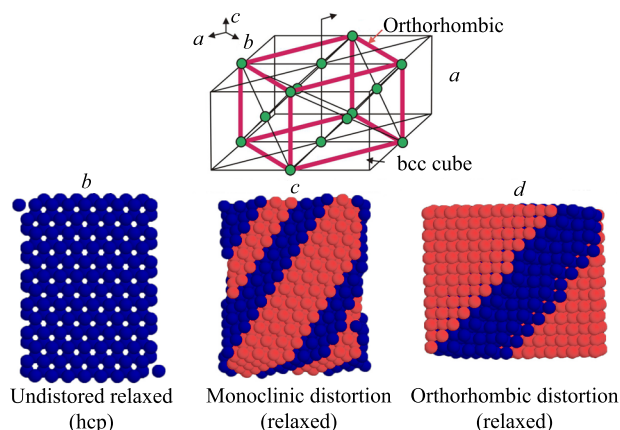 c
a b
Orthorhombic
a
bcc cube
b c d
Undistored relaxed
(hcp)
Monoclinic distortion
(relaxed)
Orthorhombic distortion
(relaxed)